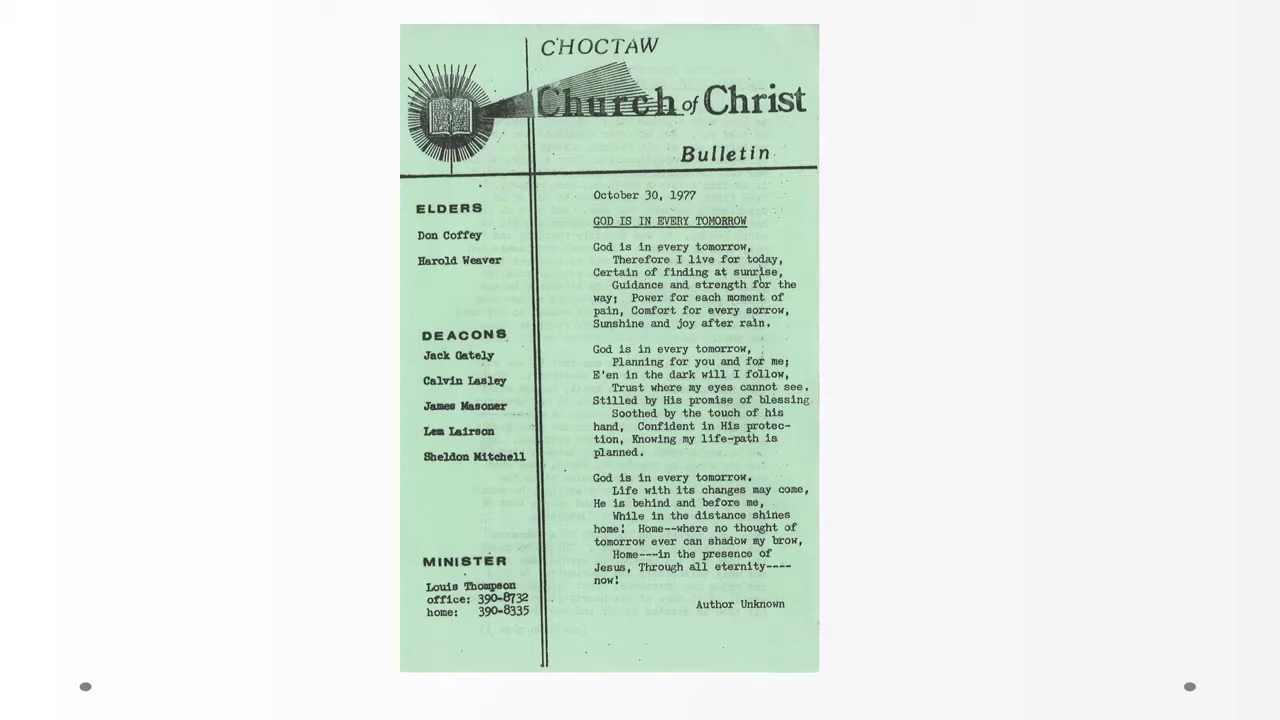 CHOCTAW
Church of Christ
Bulletin
ELDERS
Don Coffey
Harold Weaver
DEACONS
Jack Gately
Calvin Lasley
James Masoner
Lem Lairson
Sheldon Mitchell
MINISTER
Louis Thompson
office: 390-8732
home: 390-8335
October 30, 1977
GOD IS IN EVERY TOMORROW
God is in every tomorrow,
Therefore I live for today,
Certain of finding at sunrise,
Guidance and strength for the
way; Power for each moment of
pain, Comfort for every sorrow,
Sunshine and joy after rain.
God is in every tomorrow,
Planning for you and for me;
E'en in the dark will I follow,
Trust where my eyes cannot see.
Stilled by His promise of blessing
Soothed by the touch of his
hand, Confident in His protec-
tion, Knowing my life-path is
planned.
God is in every tomorrow.
Life with its changes may come,
He is behind and before me,
While in the distance shines
home! Home--where no thought of
tomorrow ever can shadow my brow,
Home---in the presence of
Jesus, Through all eternity----
now!
Author Unknown